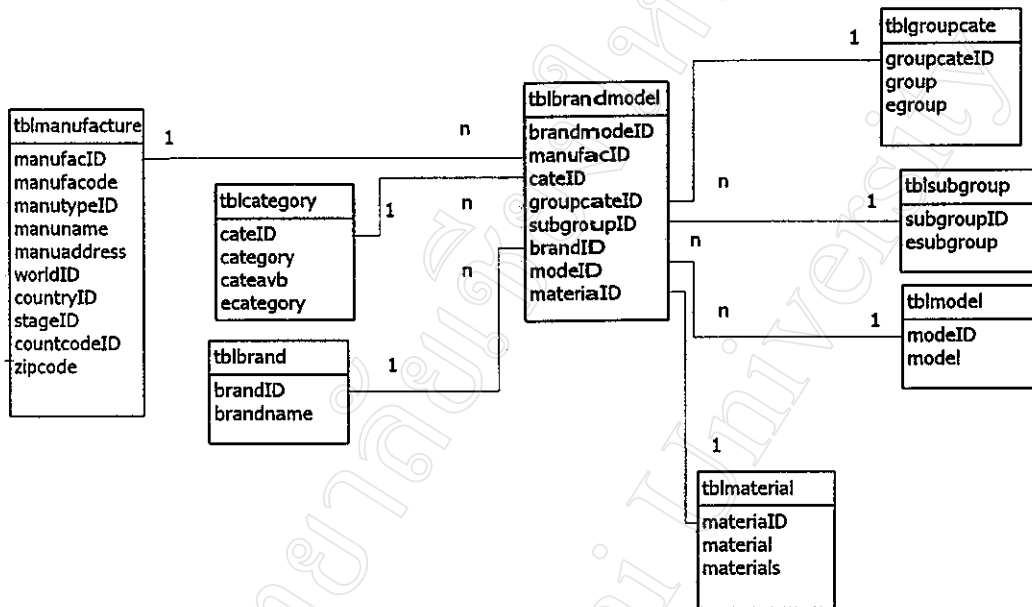 tblgroupcate
groupcateID
group
egroup
1
tblbrandmodel
brandmodeID
manufacID
cateID
groupcateID
subgroupID
brandID
modeID
materiaID
tblmanufacture
manufacID
manufacode
manutypeID
manuname
manuaddress
worldID
countryID
stageID
countcodeID
zipcode
1
n
tblcategory
cateID
category
cateavb
ecategory
1
n
n
n
tblsubgroup
subgroupID
esubgroup
1
n
tblmodel
modeID
model
n
1
tblbrand
brandID
brandname
1
1
tblmaterial
materiaID
material
materials
University